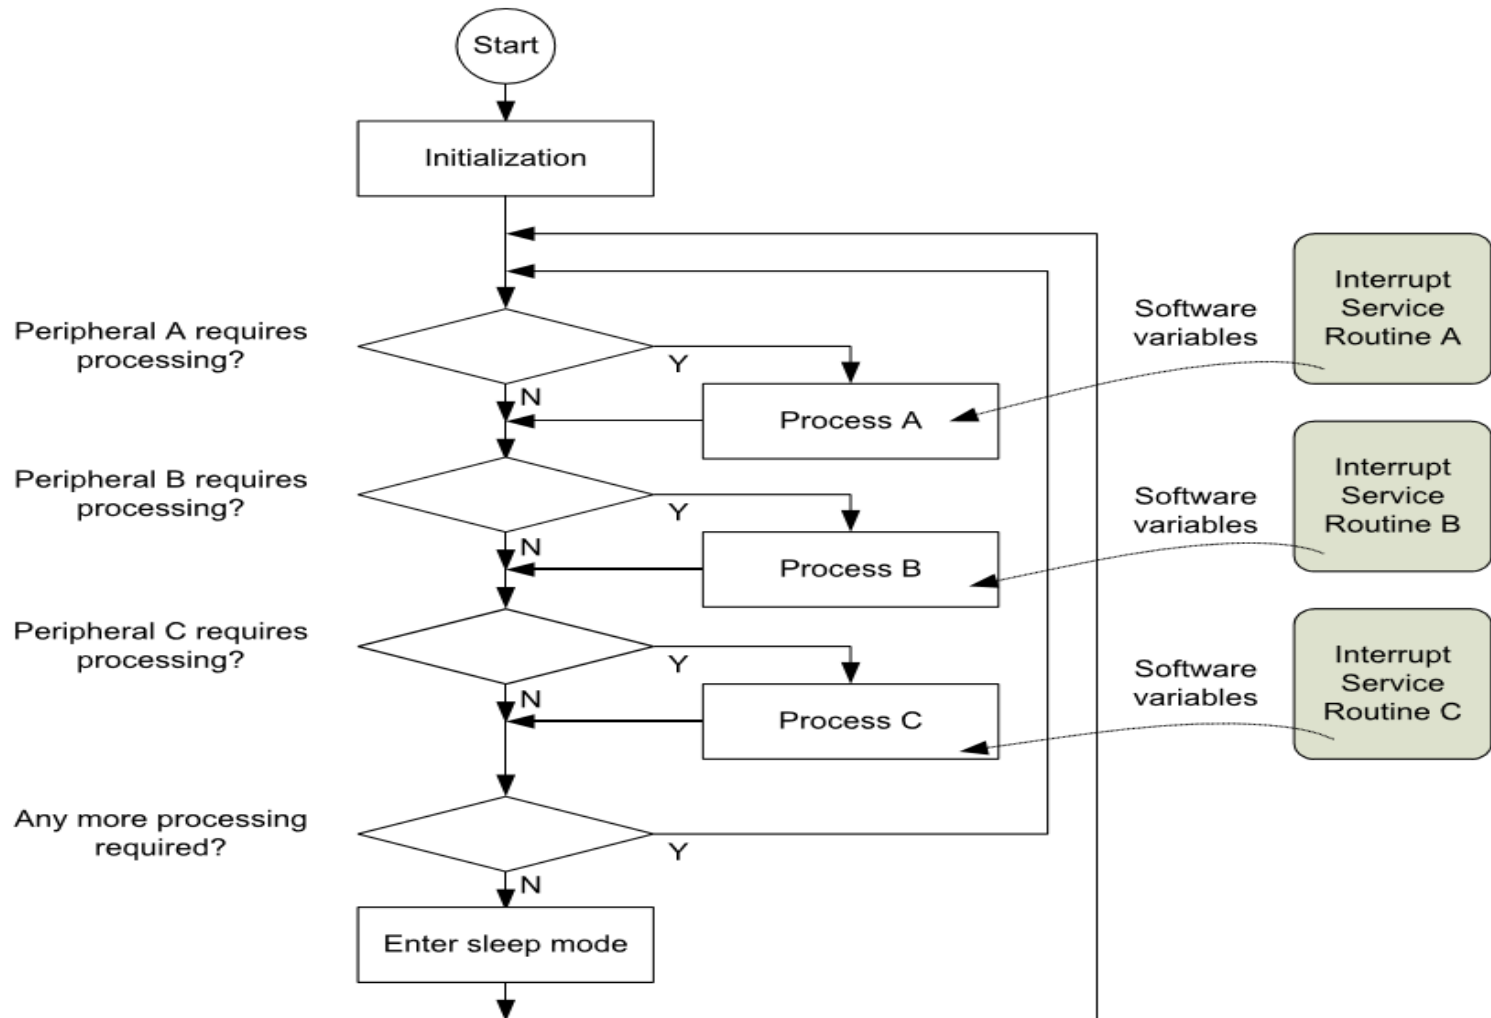 Start
Initialization
Peripheral A requires
processing?
Y
N
Process A
Software
variables
Interrupt
Service
Routine A
Peripheral B requires
processing?
Y
N
Process B
Software
variables
Interrupt
Service
Routine B
Peripheral C requires
processing?
Y
N
Process C
Software
variables
Interrupt
Service
Routine C
Any more processing
required?
Y
N
Enter sleep mode